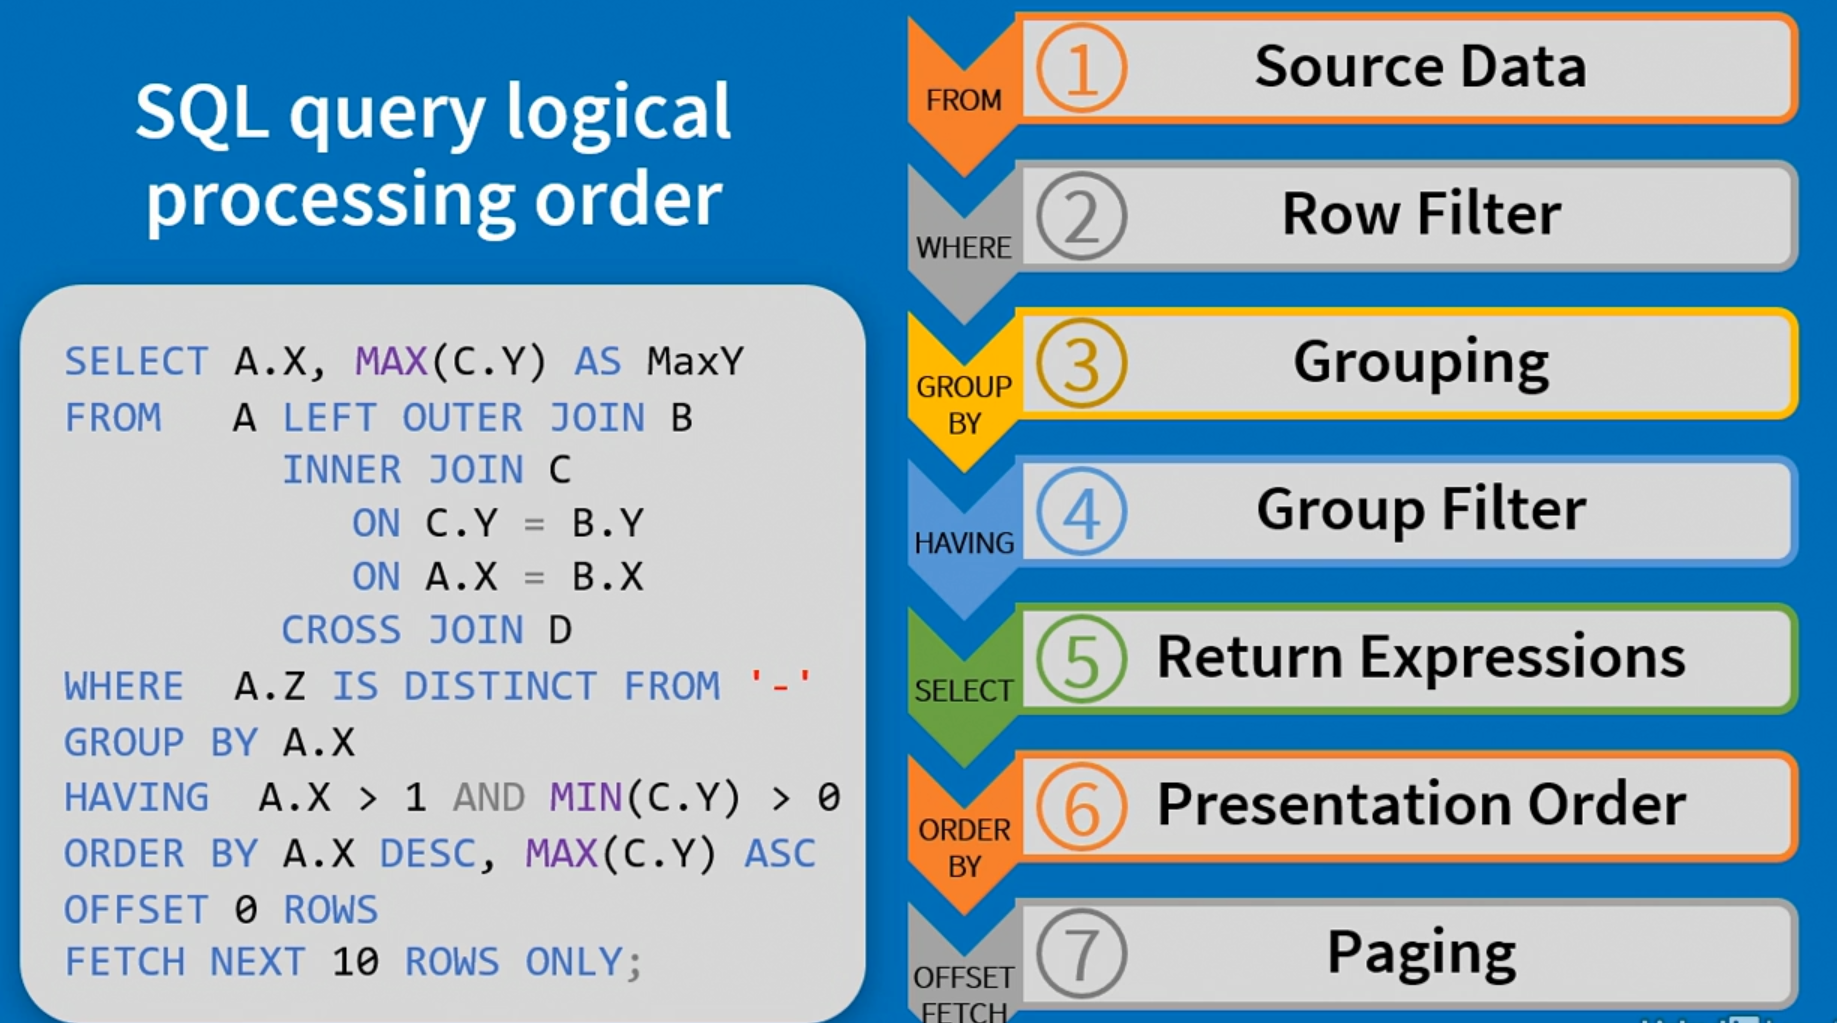 SQL query logical
processing order
SELECT A.X, MAX(C.Y) AS MaxY
FROM A LEFT OUTER JOIN B
INNER JOIN C
ON C.Y = B.Y
ON A.X = B.X
CROSS JOIN D
WHERE A.Z IS DISTINCT FROM '-'
GROUP BY A.X
HAVING A.X > 1 AND MIN(C.Y) > 0
ORDER BY A.X DESC, MAX(C.Y) ASC
OFFSET 0 ROWS
FETCH NEXT 10 ROWS ONLY;
FROM
1 Source Data
WHERE
2 Row Filter
GROUP
BY
3 Grouping
HAVING
4 Group Filter
SELECT
5 Return Expressions
ORDER
BY
6 Presentation Order
OFFSET
FETCH
7 Paging